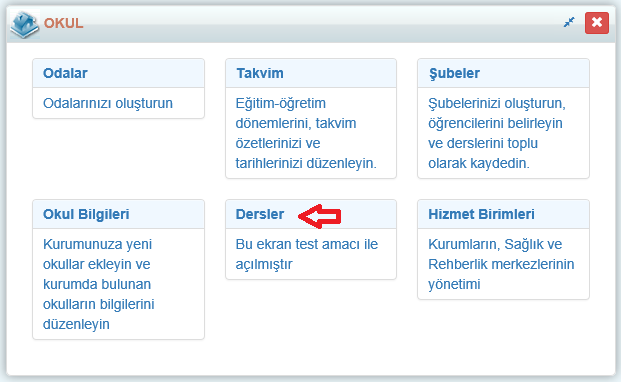 OKUL
Odalar
Odalarınızı oluşturun
Takvim
Eğitim-öğretim
dönemlerini, takvim
özetlerinizi ve
tarihlerinizi düzenleyin.
Şubeler
Şubelerinizi oluşturun,
öğrencilerini belirleyin
ve derslerini toplu
olarak kaydedin.
Okul Bilgileri
Kurumunuza yeni
okullar ekleyin ve
kurumda bulunan
okulların bilgilerini
düzenleyin
Dersler
Bu ekran test amacı ile
açılmıştır
Hizmet Birimleri
Kurumların, Sağlık ve
Rehberlik merkezlerinin
yönetimi